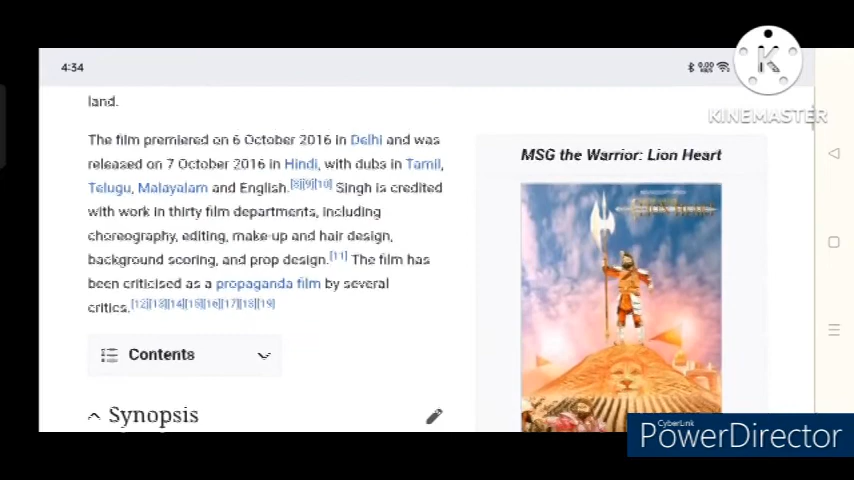 4:34
KINEMASTER
land.
The film premiered on 6 October 2016 in Delhi and was
released on 7 October 2016 in Hindi, with dubs in Tamil,
Telugu, Malayalam and English.[8][9][10] Singh is credited
with work in thirty film departments, including
choreography, editing, make-up and hair design,
background scoring, and prop design.[11] The film has
been criticised as a propaganda film by several
critics.[12][13][14][15][16][17][18][19]
Contents
Synopsis
MSG the Warrior: Lion Heart
CyberLink
PowerDirector